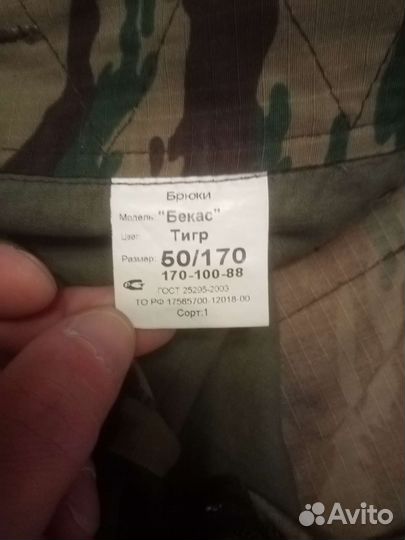 Брюки
Модель: "Бекас"
Цвет: Тигр
Размер: 50/170
170-100-88
ГОСТ 25295-2003
ТО РФ 17585700-12018-00
Сорт:1
Avito